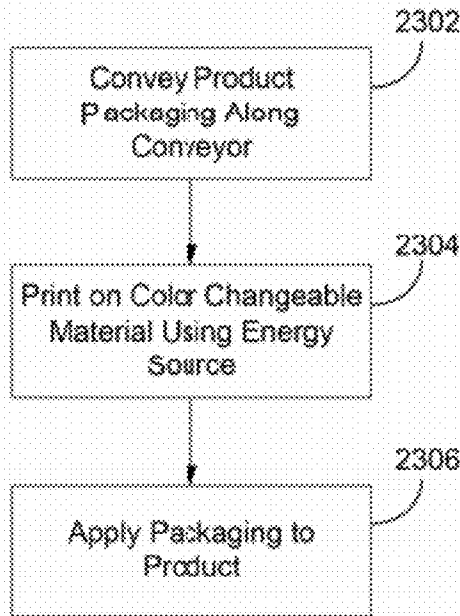 2302
Convey Product
Packaging Along
Conveyor
2304
Print on Color Changeable
Material Using Energy
Source
2306
Apply Packaging to
Product